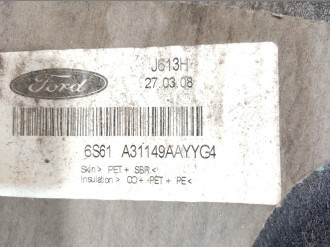 J613H
Ford
27.03.08
6S61 A31149AAYYG4
Skin> PET + SBR<
Insulation> CO+ -PET + PE<